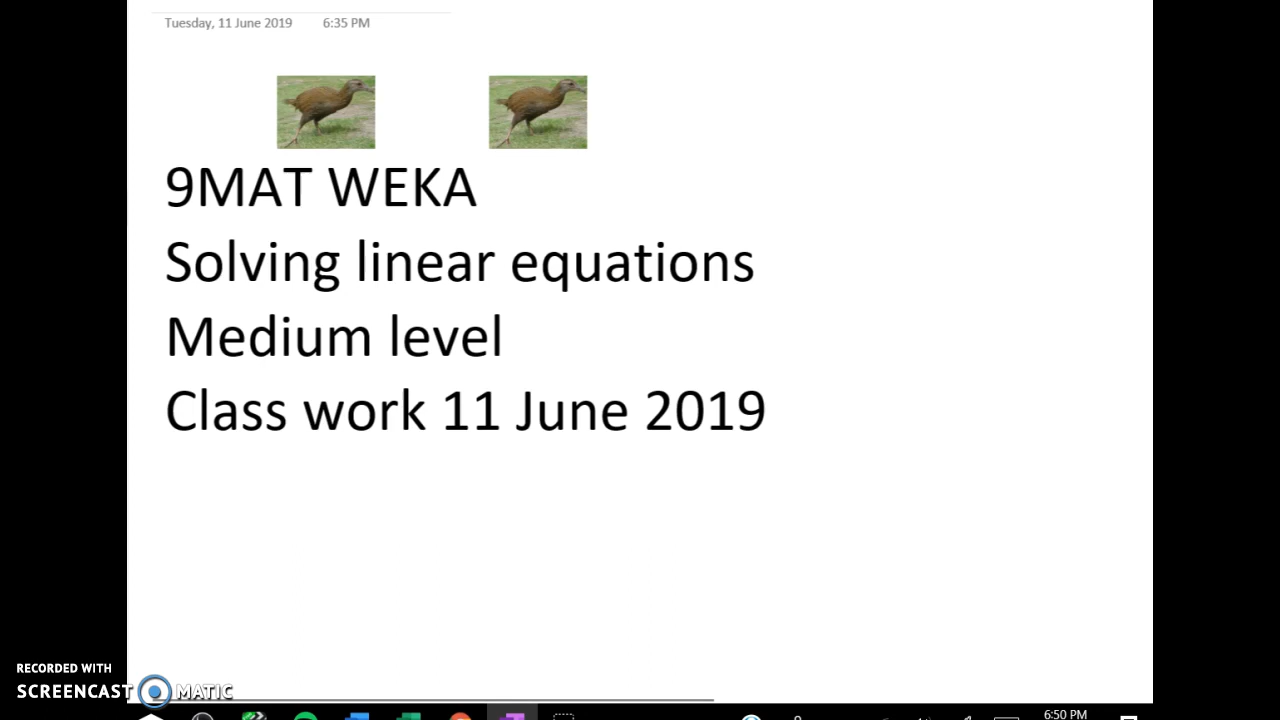 Tuesday, 11 June 2019 6:35 PM
9MAT WEKA
Solving linear equations
Medium level
Class work 11 June 2019
RECORDED WITH
SCREENCAST MATIC
6:50 PM